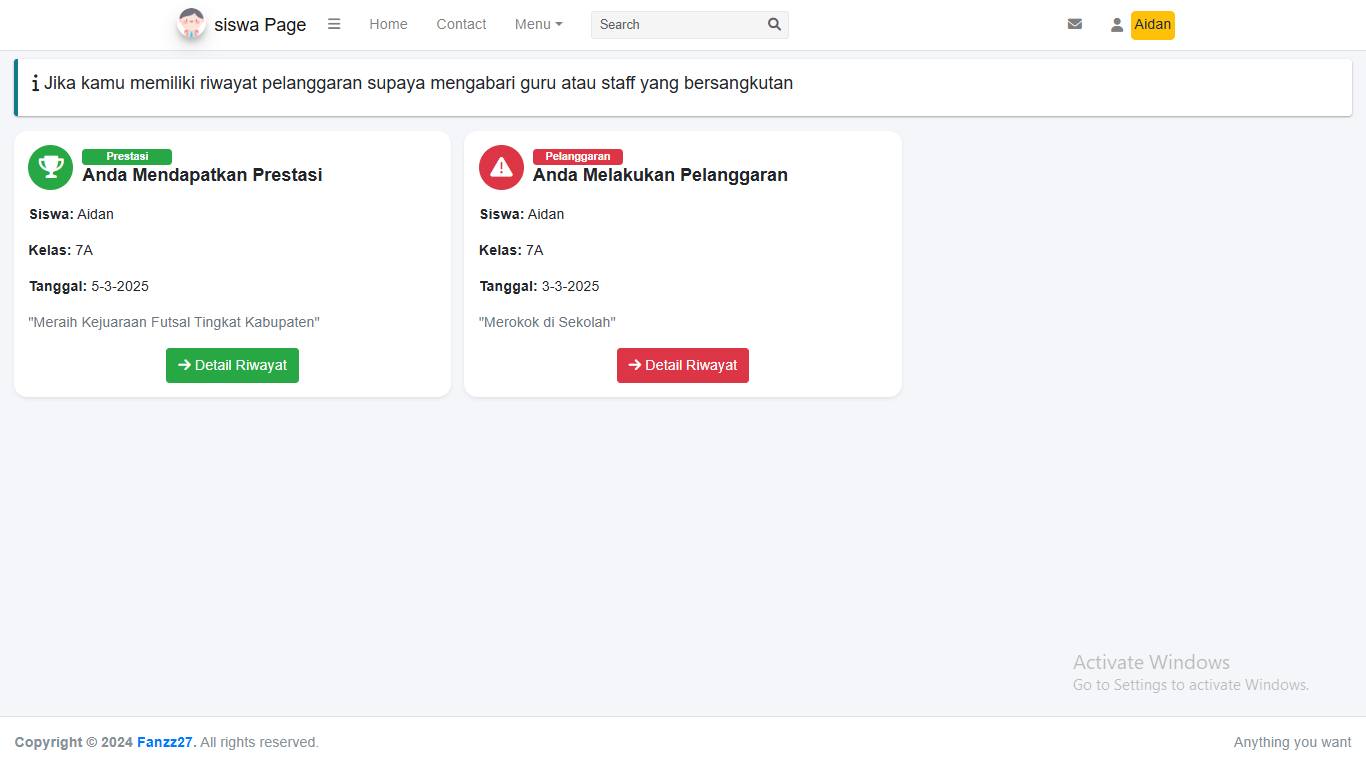 siswa Page Home Contact Menu Search Aidan
Jika kamu memiliki riwayat pelanggaran supaya mengabari guru atau staff yang bersangkutan
Prestasi
Anda Mendapatkan Prestasi
Siswa: Aidan
Kelas: 7A
Tanggal: 5-3-2025
"Meraih Kejuaraan Futsal Tingkat Kabupaten"
Detail Riwayat
Pelanggaran
Anda Melakukan Pelanggaran
Siswa: Aidan
Kelas: 7A
Tanggal: 3-3-2025
"Merokok di Sekolah"
Detail Riwayat
Activate Windows
Go to Settings to activate Windows.
Copyright © 2024 Fanzz27. All rights reserved. Anything you want